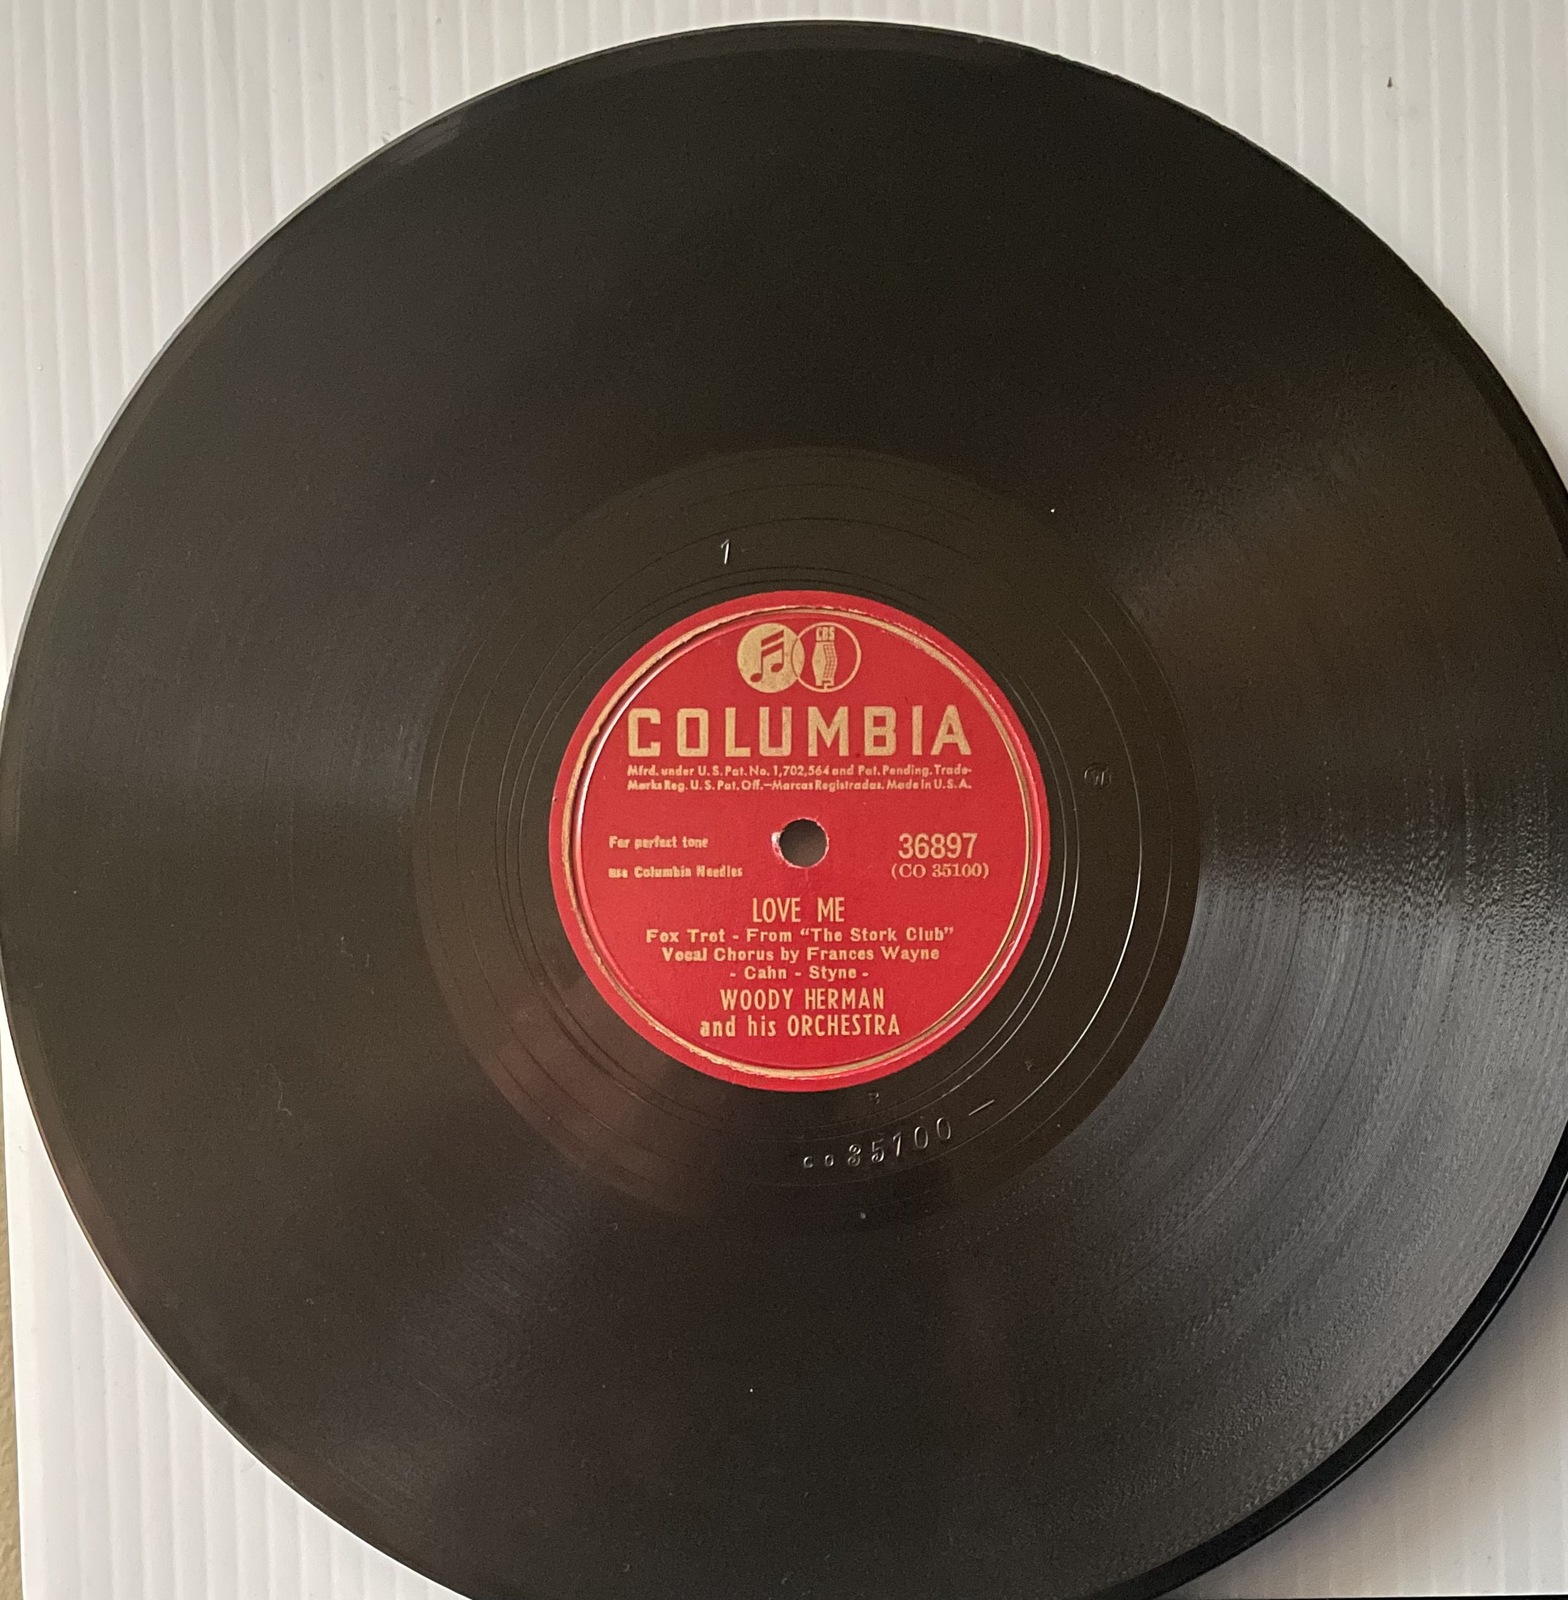 1
CBS
COLUMBIA
Mfrd. under U.S. Pat. No. 1,702,564 and Pat. Pending. Trade-
Marks Reg. U.S. Pat. Off.—Marcas Registradas. Made in U.S.A.
For perfect tone
use Columbia Needles
36897
(CO 35100)
LOVE ME
Fox Trot - From "The Stork Club"
Vocal Chorus by Frances Wayne
- Cahn - Styne -
WOODY HERMAN
and his ORCHESTRA
co 35100 —